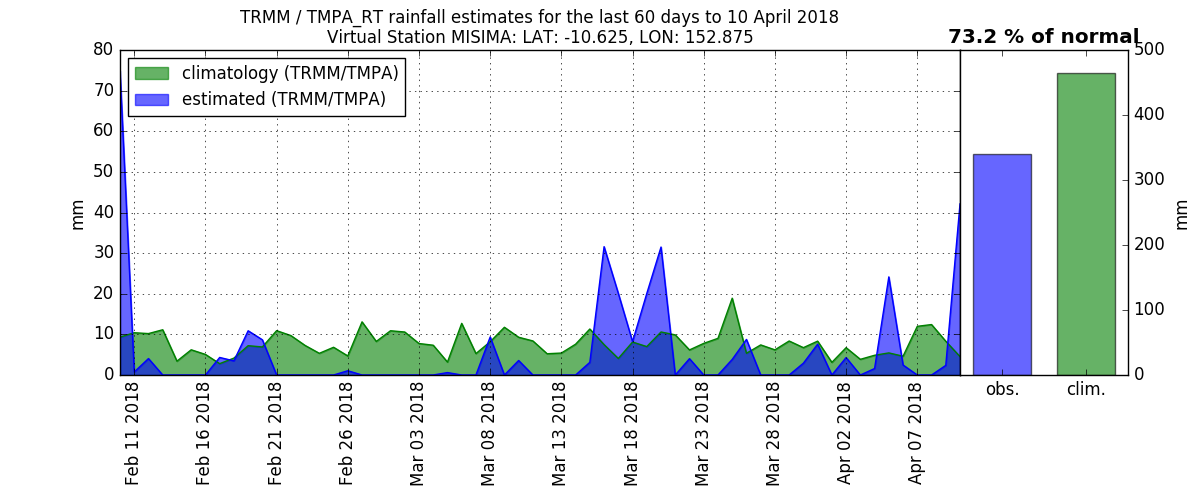 TRMM / TMPA_RT rainfall estimates for the last 60 days to 10 April 2018
Virtual Station MISIMA: LAT: -10.625, LON: 152.875
73.2 % of normal
climatology (TRMM/TMPA)
estimated (TRMM/TMPA)
80
70
60
50
40
30
20
10
0
mm
Feb 11 2018
Feb 16 2018
Feb 21 2018
Feb 26 2018
Mar 03 2018
Mar 08 2018
Mar 13 2018
Mar 18 2018
Mar 23 2018
Mar 28 2018
Apr 02 2018
Apr 07 2018
obs.
clim.
500
400
300
200
100
0
mm